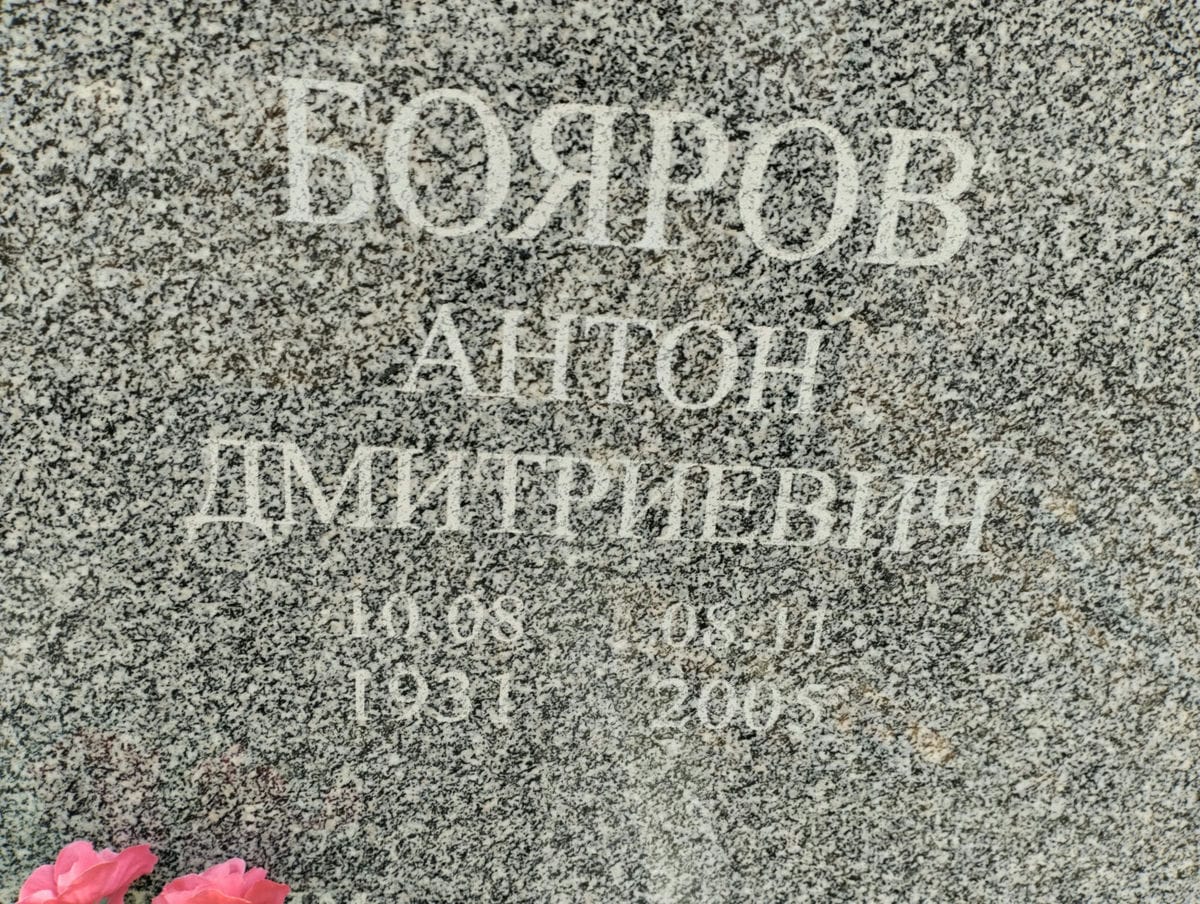 БОЯРОВ
АНТОН
ДМИТРИЕВИЧ
10.08 08.11
1931 2005